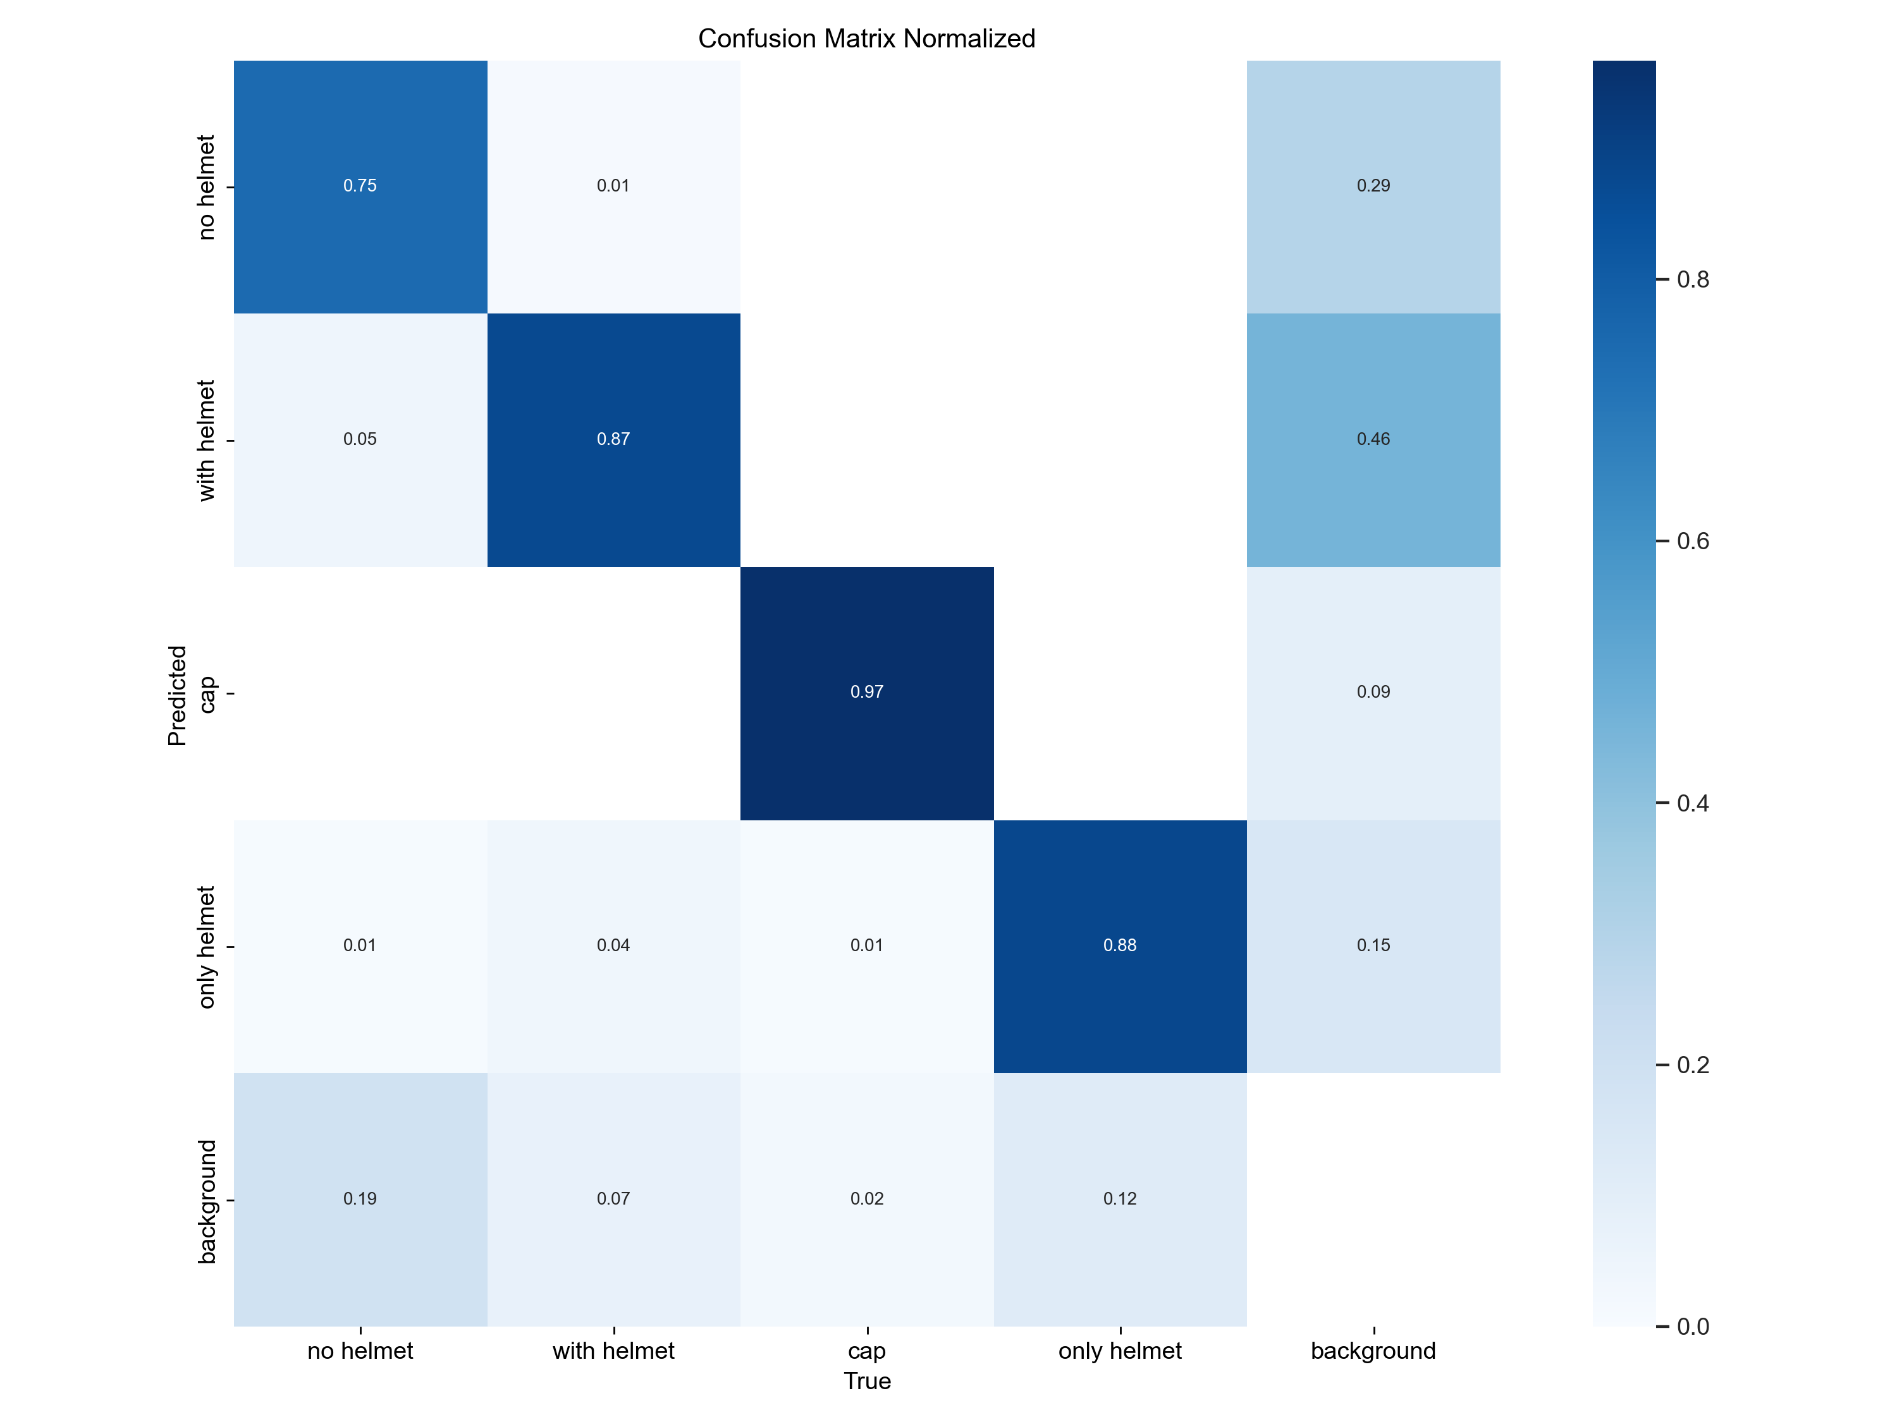 Confusion Matrix Normalized
no helmet
0.75
0.01
0.29
0.8
with helmet
0.05
0.87
0.46
0.6
Predicted
cap
0.97
0.09
0.4
only helmet
0.01
0.04
0.01
0.88
0.15
0.2
background
0.19
0.07
0.02
0.12
0.0
no helmet
with helmet
cap
only helmet
background
True